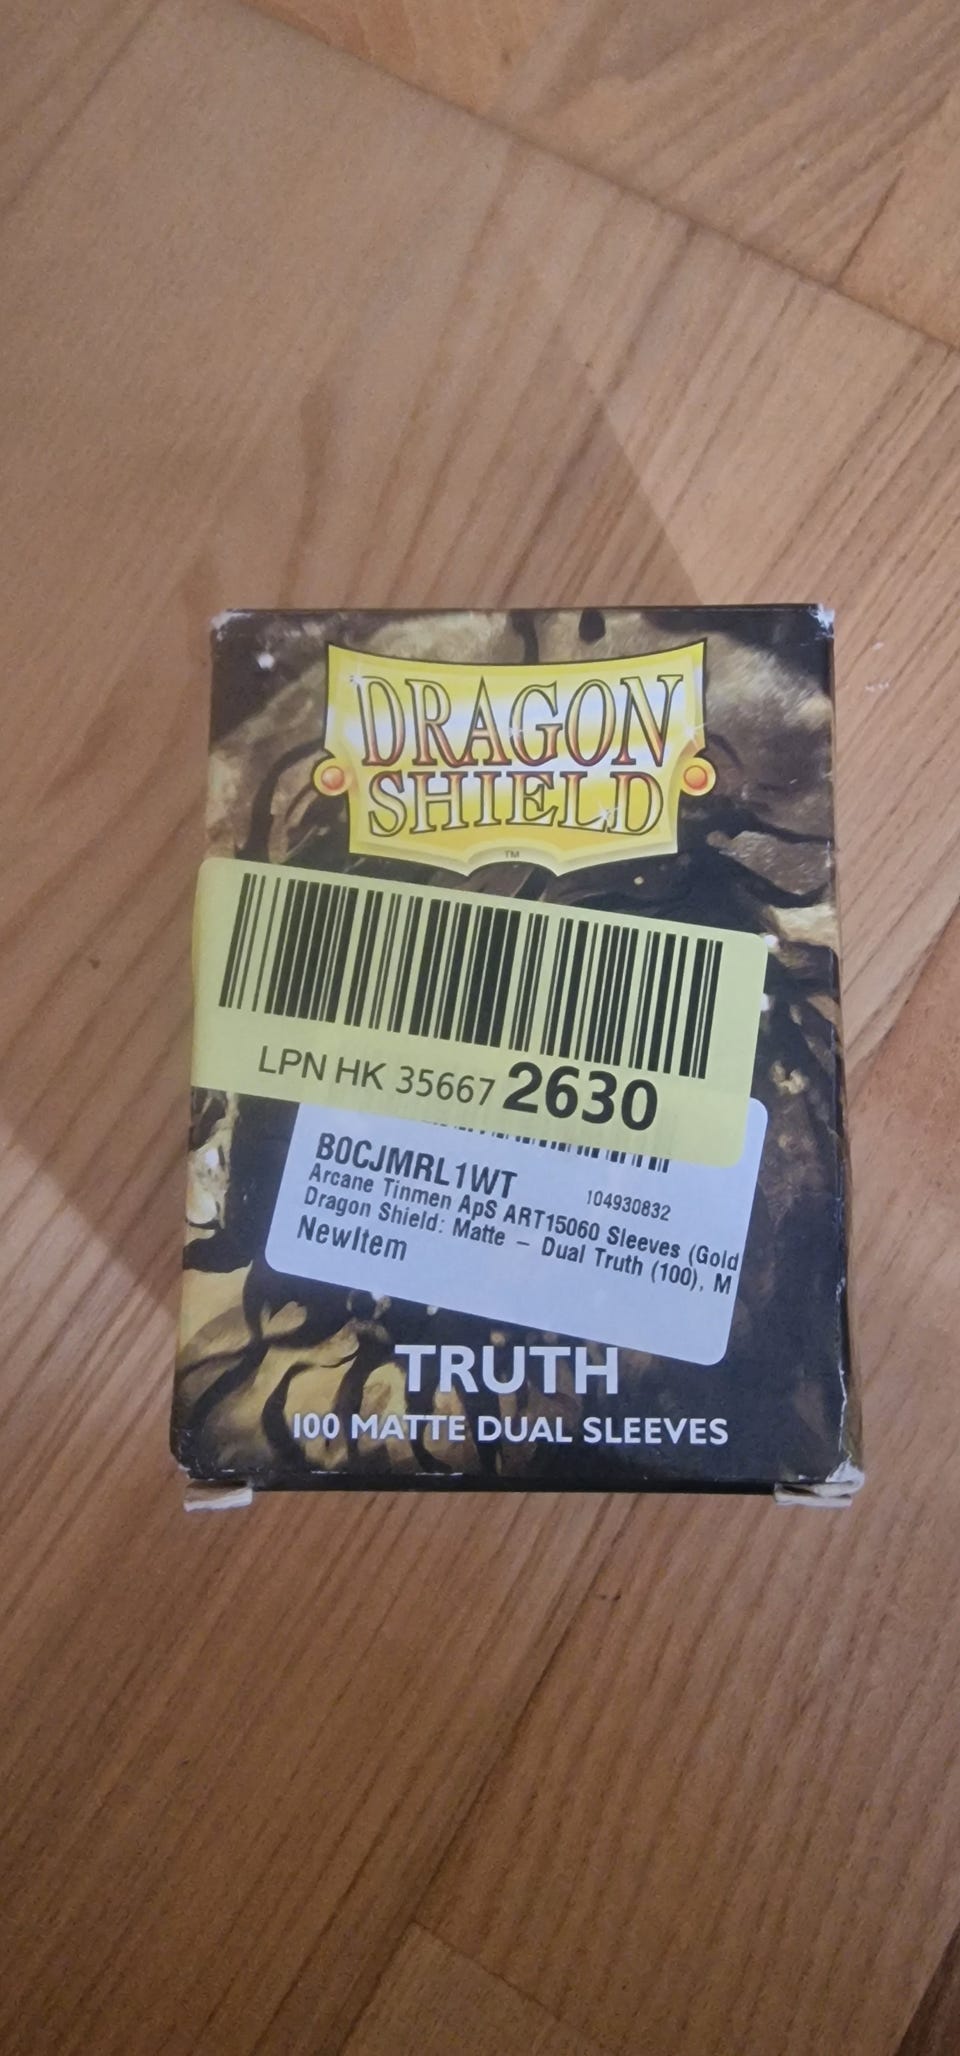 DRAGON
SHIELD
TM
LPN HK 35667 2630
B0CJMRL1WT
104930832
Arcane Tinmen ApS ART15060 Sleeves (Gold
Dragon Shield: Matte – Dual Truth (100), M
NewItem
TRUTH
100 MATTE DUAL SLEEVES